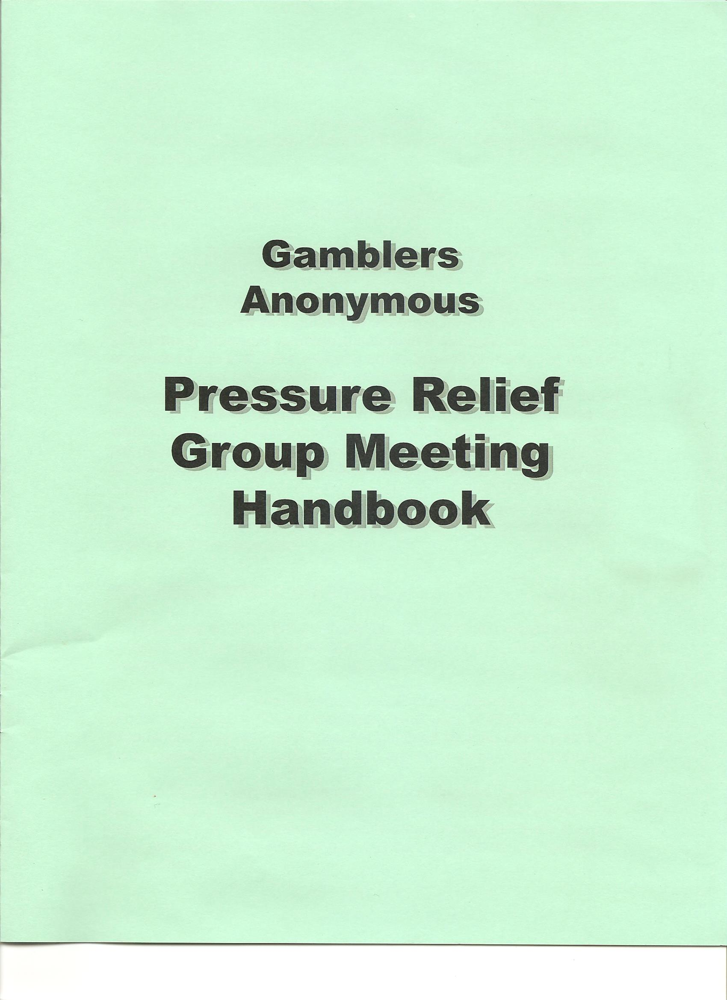 Gamblers
Anonymous
Pressure Relief
Group Meeting
Handbook